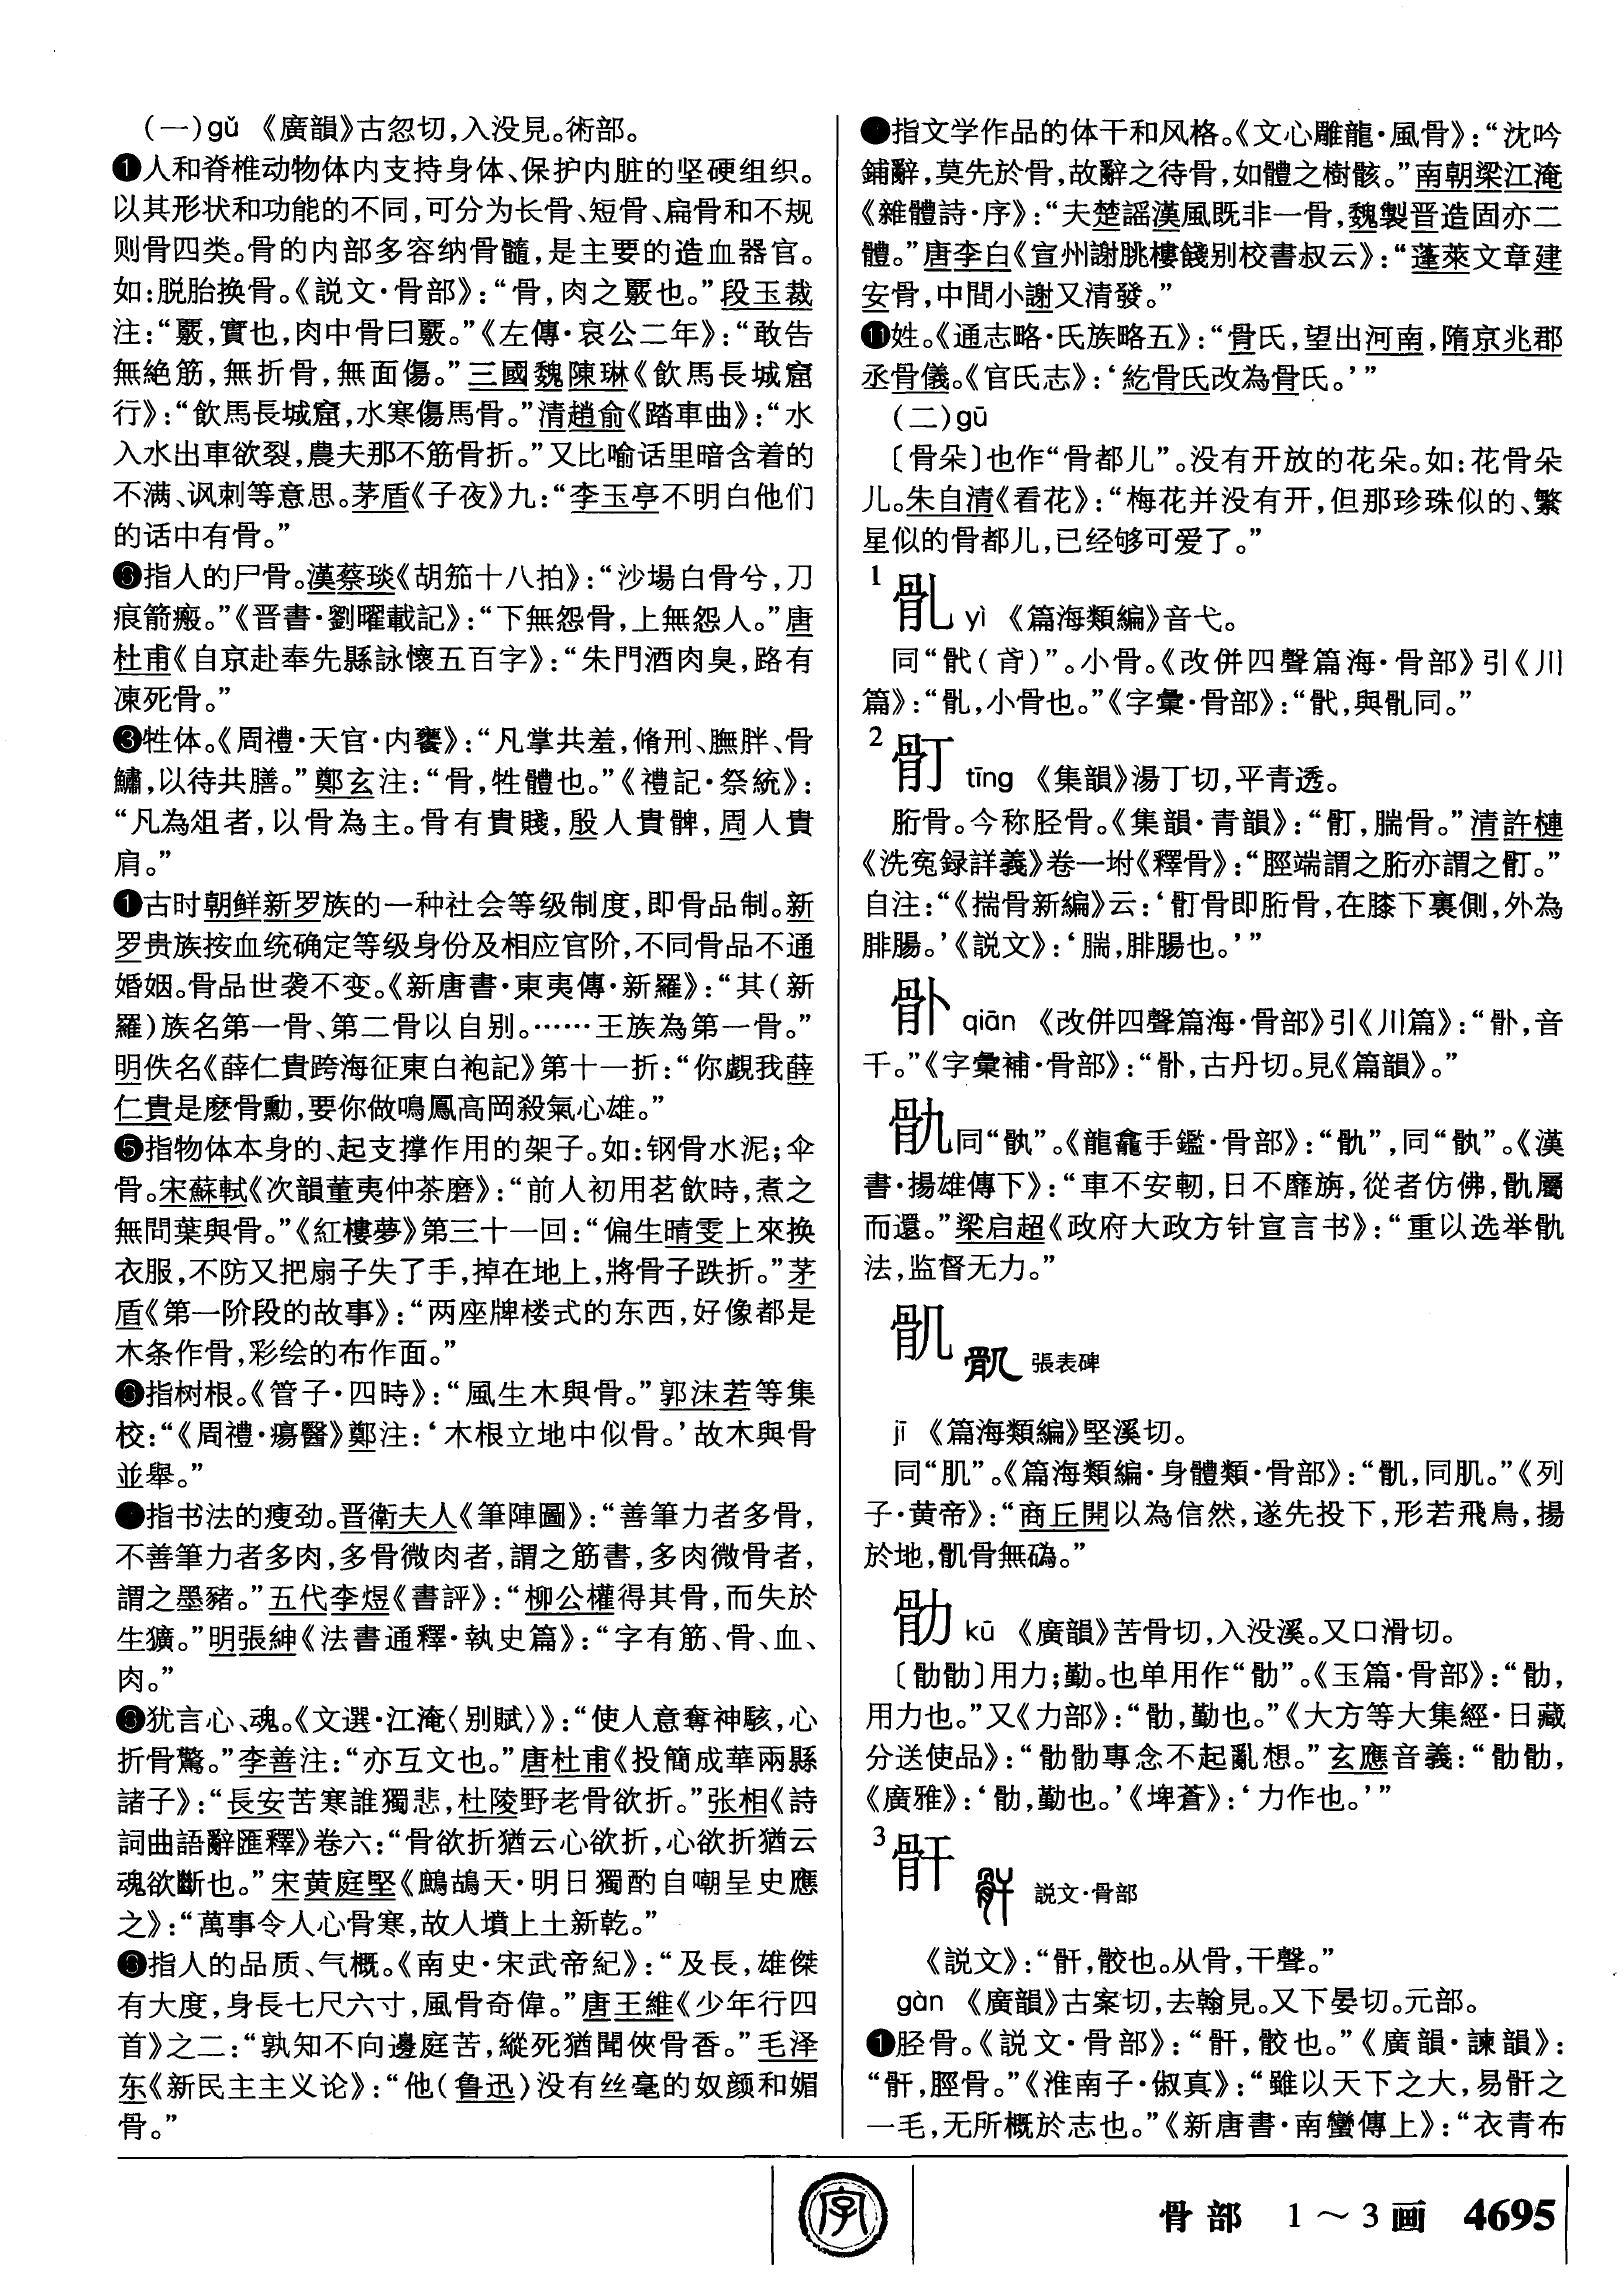 (一)gǔ 《廣韻》古忽切,入没見。術部。
❶人和脊椎动物体内支持身体、保护内脏的坚硬组织。
以其形状和功能的不同,可分为长骨、短骨、扁骨和不规
则骨四类。骨的内部多容纳骨髓,是主要的造血器官。
如:脱胎换骨。《説文·骨部》:“骨,肉之覈也。”段玉裁
注:“覈,實也,肉中骨曰覈。”《左傳·哀公二年》:“敢告
無絶筋,無折骨,無面傷。”三國魏陳琳《飲馬長城窟
行》:“飲馬長城窟,水寒傷馬骨。”清趙俞《踏車曲》:“水
入水出車欲裂,農夫那不筋骨折。”又比喻话里暗含着的
不满、讽刺等意思。茅盾《子夜》九:“李玉亭不明白他们
的话中有骨。”
指人的尸骨。漢蔡琰《胡笳十八拍》:“沙場白骨兮,刀
痕箭瘢。”《晋書·劉曜載記》:“下無怨骨,上無怨人。”唐
杜甫《自京赴奉先縣詠懷五百字》:“朱門酒肉臭,路有
凍死骨。”
❸牲体。《周禮·天官·内饔》:“凡掌共羞,脩刑、膴胖、骨
鱐,以待共膳。”鄭玄注:“骨,牲體也。”《禮記·祭統》:
“凡為俎者,以骨為主。骨有貴賤,殷人貴髀,周人貴
肩。”
❶古时朝鲜新罗族的一种社会等级制度,即骨品制。新
罗贵族按血统确定等级身份及相应官阶,不同骨品不通
婚姻。骨品世袭不变。《新唐書·東夷傳·新羅》:“其(新
羅)族名第一骨、第二骨以自别。……王族為第一骨。”
明佚名《薛仁貴跨海征東白袍記》第十一折:“你覷我薛
仁貴是麽骨勳,要你做鳴鳳高岡殺氣心雄。”
❺指物体本身的、起支撑作用的架子。如:钢骨水泥;伞
骨。宋蘇軾《次韻董夷仲茶磨》:“前人初用茗飲時,煮之
無問葉與骨。”《紅樓夢》第三十一回:“偏生晴雯上來换
衣服,不防又把扇子失了手,掉在地上,將骨子跌折。”茅
盾《第一阶段的故事》:“两座牌楼式的东西,好像都是
木条作骨,彩绘的布作面。”
❻指树根。《管子·四時》:“風生木與骨。”郭沫若等集
校:“《周禮·瘍醫》鄭注:‘木根立地中似骨。’故木與骨
並舉。”
指书法的瘦劲。晋衛夫人《筆陣圖》:“善筆力者多骨,
不善筆力者多肉,多骨微肉者,謂之筋書,多肉微骨者,
謂之墨豬。”五代李煜《書評》:“柳公權得其骨,而失於
生獷。”明張紳《法書通釋·執史篇》:“字有筋、骨、血、
肉。”
犹言心、魂。《文選·江淹〈别賦〉》:“使人意奪神駭,心
折骨驚。”李善注:“亦互文也。”唐杜甫《投簡成華兩縣
諸子》:“長安苦寒誰獨悲,杜陵野老骨欲折。”张相《詩
詞曲語辭匯釋》卷六:“骨欲折猶云心欲折,心欲折猶云
魂欲斷也。”宋黄庭堅《鷓鴣天·明日獨酌自嘲呈史應
之》:“萬事令人心骨寒,故人墳上土新乾。”
指人的品质、气概。《南史·宋武帝紀》:“及長,雄傑
有大度,身長七尺六寸,風骨奇偉。”唐王維《少年行四
首》之二:“孰知不向邊庭苦,縱死猶聞俠骨香。”毛泽
东《新民主主义论》:“他(鲁迅)没有丝毫的奴颜和媚
骨。”
指文学作品的体干和风格。《文心雕龍·風骨》:“沈吟
鋪辭,莫先於骨,故辭之待骨,如體之樹骸。”南朝梁江淹
《雜體詩·序》:“夫楚謡漢風既非一骨,魏製晋造固亦二
體。”唐李白《宣州謝朓樓餞别校書叔云》:“蓬萊文章建
安骨,中間小謝又清發。”
⓫姓。《通志略·氏族略五》:“骨氏,望出河南,隋京兆郡
丞骨儀。《官氏志》:‘紇骨氏改為骨氏。’”
(二)gū
〔骨朵〕也作“骨都儿”。没有开放的花朵。如:花骨朵
儿。朱自清《看花》:“梅花并没有开,但那珍珠似的、繁
星似的骨都儿,已经够可爱了。”
1 骪 yì 《篇海類編》音弋。
同“骮(肻)”。小骨。《改併四聲篇海·骨部》引《川
篇》:“,小骨也。”《字彙·骨部》:“骮,與同。”
2 䯕 tīng 《集韻》湯丁切,平青透。
胻骨。今称胫骨。《集韻·青韻》:“䯕,腨骨。”清許槤
《洗冤録詳義》卷一坿《釋骨》:“脛端謂之胻亦謂之䯕。”
自注:“《揣骨新編》云:‘䯕骨即胻骨,在膝下裏側,外為
腓腸。’《説文》:‘腨,腓腸也。’”
qiān 《改併四聲篇海·骨部》引《川篇》:“,音
千。”《字彙補·骨部》:“,古丹切。見《篇韻》。”
骩同“骫”。《龍龕手鑑·骨部》:“骩”,同“骫”。《漢
書·揚雄傳下》:“車不安軔,日不靡旃,從者仿佛,骩屬
而還。”梁启超《政府大政方针宣言书》:“重以选举骩
法,监督无力。”
骪 張表碑
jī 《篇海類編》堅溪切。
同“肌”。《篇海類編·身體類·骨部》:“,同肌。”《列
子·黄帝》:“商丘開以為信然,遂先投下,形若飛鳥,揚
於地,骨無䃣。”
劥 kū 《廣韻》苦骨切,入没溪。又口滑切。
〔〕用力;勤。也单用作“”。《玉篇·骨部》:“,
用力也。”又《力部》:“,勤也。”《大方等大集經·日藏
分送使品》:“專念不起亂想。”玄應音義:“,
《廣雅》:‘,勤也。’《埤蒼》:‘力作也。’”
3 骭 説文·骨部
《説文》:“骭,骹也。从骨,干聲。”
gàn 《廣韻》古案切,去翰見。又下晏切。元部。
❶胫骨。《説文·骨部》:“骭,骹也。”《廣韻·諫韻》:
“骭,脛骨。”《淮南子·俶真》:“雖以天下之大,易骭之
一毛,无所概於志也。”《新唐書·南蠻傳上》:“衣青布
字
骨部 1～3画 4695